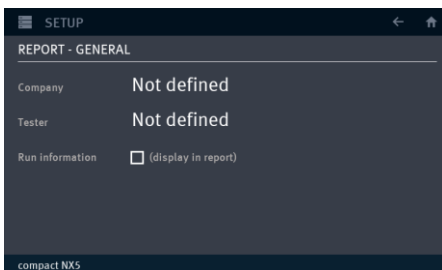 SETUP
REPORT - GENERAL
Company Not defined
Tester Not defined
Run information (display in report)
compact NX5